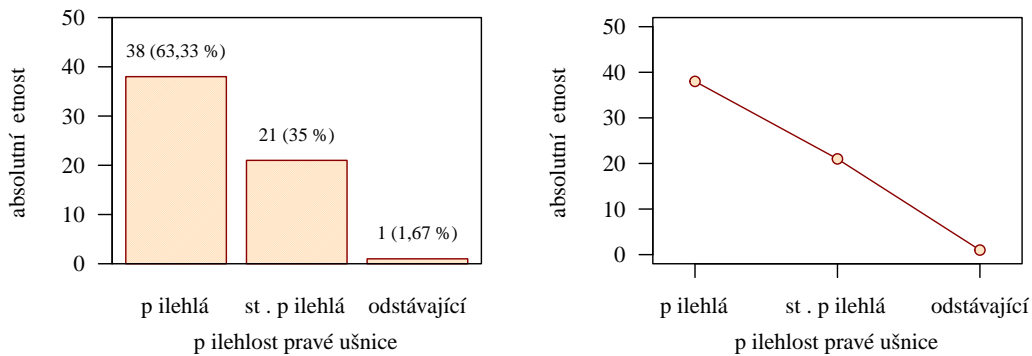 absolutní etnost
50
40
30
20
10
0
38 (63,33 %)
21 (35 %)
1 (1,67 %)
p ilehlá st . p ilehlá odstávající
p ilehlost pravé ušnice
absolutní etnost
50
40
30
20
10
0
p ilehlá st . p ilehlá odstávající
p ilehlost pravé ušnice